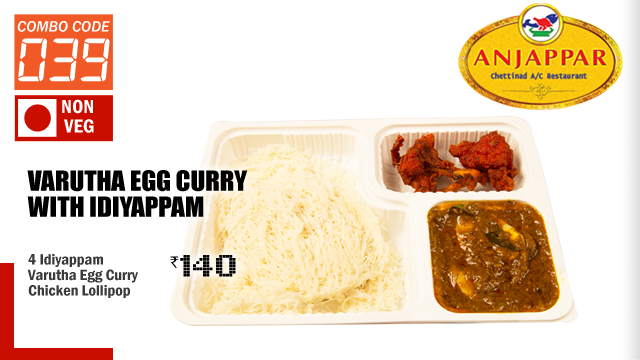 COMBO CODE
039
NON
VEG
ANJAPPAR
Chettinad A/C Restaurant
VARUTHA EGG CURRY
WITH IDIYAPPAM
4 Idiyappam
Varutha Egg Curry
Chicken Lollipop
₹140